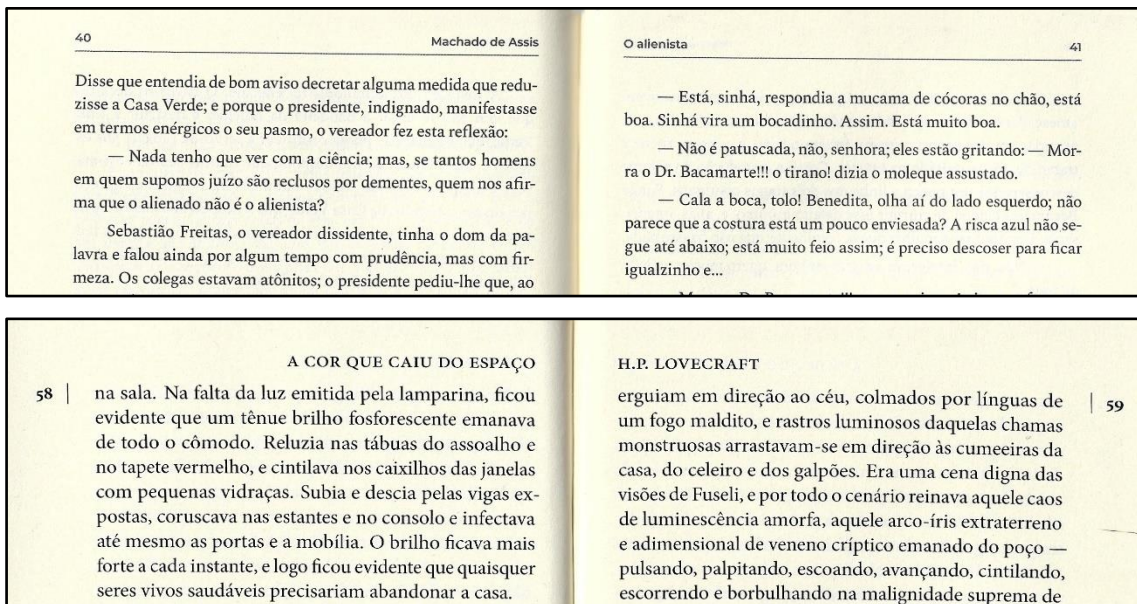 40 Machado de Assis
Disse que entendia de bom aviso decretar alguma medida que redu-
zisse a Casa Verde; e porque o presidente, indignado, manifestasse
em termos enérgicos o seu pasmo, o vereador fez esta reflexão:
— Nada tenho que ver com a ciência; mas, se tantos homens
em quem supomos juízo são reclusos por dementes, quem nos afir-
ma que o alienado não é o alienista?
Sebastião Freitas, o vereador dissidente, tinha o dom da pa-
lavra e falou ainda por algum tempo com prudência, mas com fir-
meza. Os colegas estavam atônitos; o presidente pediu-lhe que, ao
O alienista 41
— Está, sinhá, respondia a mucama de cócoras no chão, está
boa. Sinhá vira um bocadinho. Assim. Está muito boa.
— Não é patuscada, não, senhora; eles estão gritando: — Mor-
ra o Dr. Bacamarte!!! o tirano! dizia o moleque assustado.
— Cala a boca, tolo! Benedita, olha aí do lado esquerdo; não
parece que a costura está um pouco enviesada? A risca azul não se-
gue até abaixo; está muito feio assim; é preciso descoser para ficar
igualzinho e...
A COR QUE CAIU DO ESPAÇO
58 | na sala. Na falta da luz emitida pela lamparina, ficou
evidente que um tênue brilho fosforescente emanava
de todo o cômodo. Reluzia nas tábuas do assoalho e
no tapete vermelho, e cintilava nos caixilhos das janelas
com pequenas vidraças. Subia e descia pelas vigas ex-
postas, coruscava nas estantes e no consolo e infectava
até mesmo as portas e a mobília. O brilho ficava mais
forte a cada instante, e logo ficou evidente que quaisquer
seres vivos saudáveis precisariam abandonar a casa.
H.P. LOVECRAFT
erguiam em direção ao céu, colmados por línguas de | 59
um fogo maldito, e rastros luminosos daquelas chamas
monstruosas arrastavam-se em direção às cumeeiras da
casa, do celeiro e dos galpões. Era uma cena digna das
visões de Fuseli, e por todo o cenário reinava aquele caos
de luminescência amorfa, aquele arco-íris extraterreno
e adimensional de veneno críptico emanado do poço —
pulsando, palpitando, escoando, avançando, cintilando,
escorrendo e borbulhando na malignidade suprema de